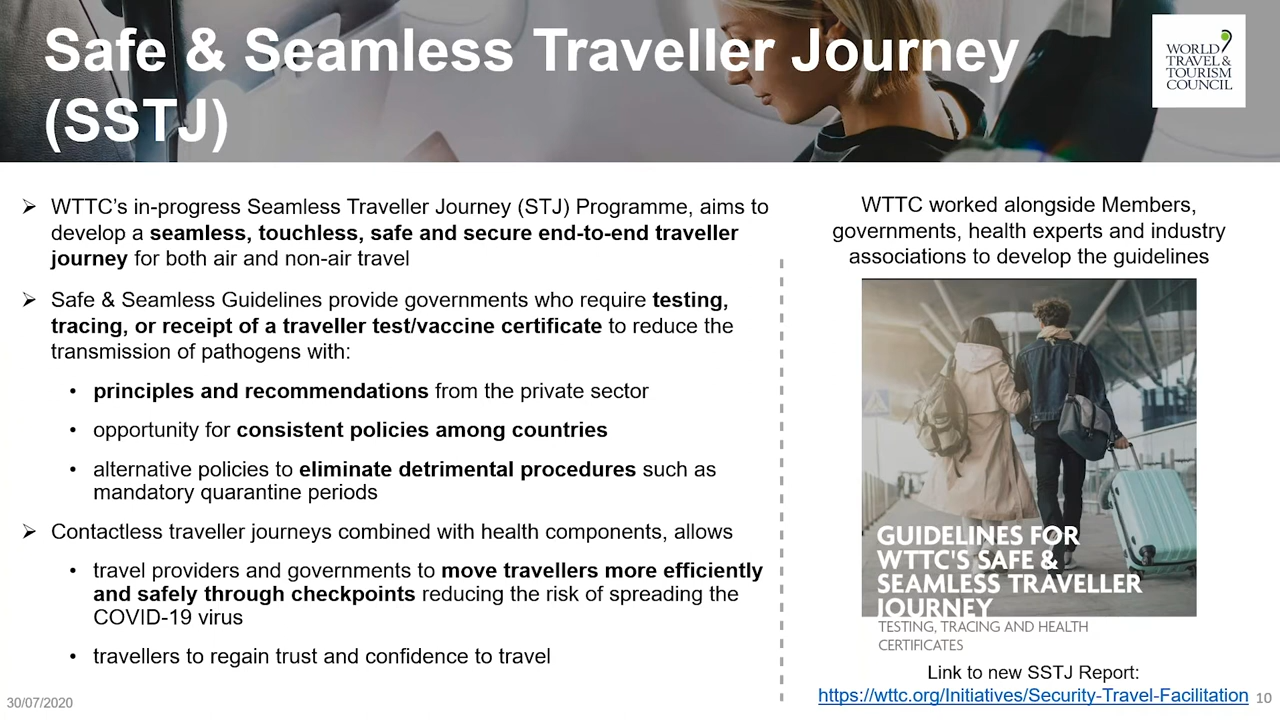 Safe & Seamless Traveller Journey
(SSTJ)
WORLD
TRAVEL &
TOURISM
COUNCIL
➢ WTTC’s in-progress Seamless Traveller Journey (STJ) Programme, aims to
develop a seamless, touchless, safe and secure end-to-end traveller
journey for both air and non-air travel
➢ Safe & Seamless Guidelines provide governments who require testing,
tracing, or receipt of a traveller test/vaccine certificate to reduce the
transmission of pathogens with:
• principles and recommendations from the private sector
• opportunity for consistent policies among countries
• alternative policies to eliminate detrimental procedures such as
mandatory quarantine periods
➢ Contactless traveller journeys combined with health components, allows
• travel providers and governments to move travellers more efficiently
and safely through checkpoints reducing the risk of spreading the
COVID-19 virus
• travellers to regain trust and confidence to travel
WTTC worked alongside Members,
governments, health experts and industry
associations to develop the guidelines
GUIDELINES FOR
WTTC'S SAFE &
SEAMLESS TRAVELLER
JOURNEY
TESTING, TRACING AND HEALTH
CERTIFICATES
Link to new SSTJ Report:
https://wttc.org/Initiatives/Security-Travel-Facilitation
30/07/2020
10